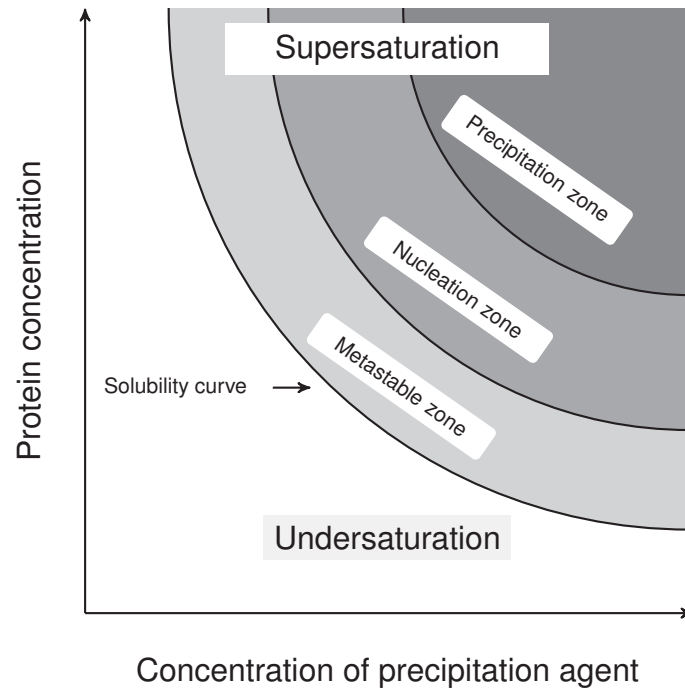 Supersaturation
Precipitation zone
Nucleation zone
Metastable zone
Solubility curve
Undersaturation
Protein concentration
Concentration of precipitation agent